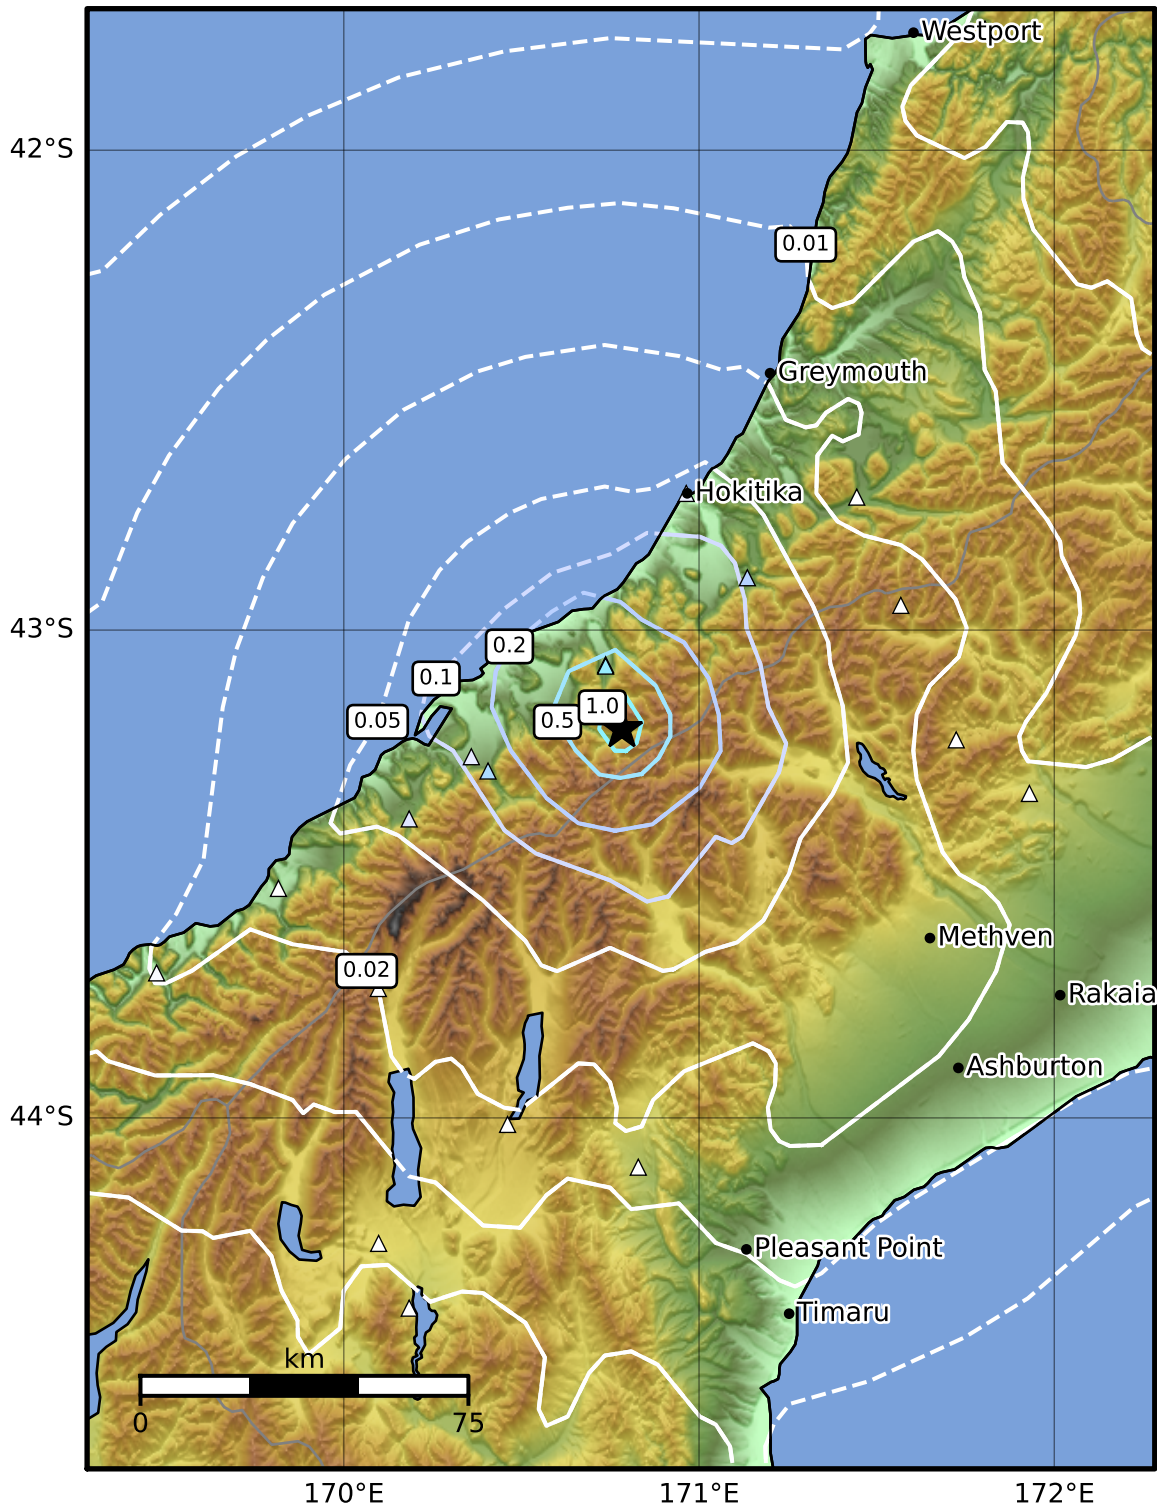 Westport
42°S
0.01
Greymouth
Hokitika
43°S
0.2
0.1
0.05
0.5
1.0
Methven
0.02
Rakaia
Ashburton
44°S
Pleasant Point
Timaru
km
0 75
170°E 171°E 172°E